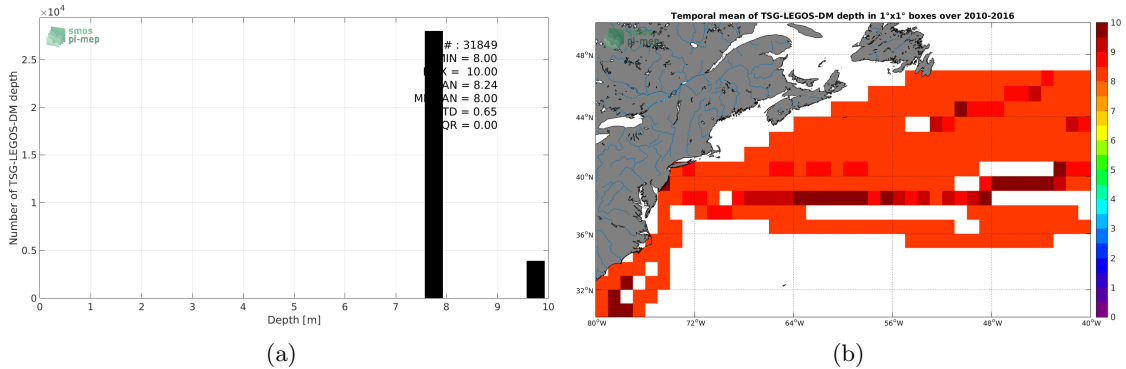 ×10⁴
smos
pi-mep
# : 31849
MIN = 8.00
X = 10.00
AN = 8.24
M AN = 8.00
TD = 0.65
QR = 0.00
Number of TSG-LEGOS-DM depth
2.5
2
1.5
1
0.5
0
0 1 2 3 4 5 6 7 8 9 10
Depth [m]
(a)
Temporal mean of TSG-LEGOS-DM depth in 1°x1° boxes over 2010-2016
pi-mep
48°N
44°N
40°N
36°N
32°N
80°W 72°W 64°W 56°W 48°W 40°W
10
9
8
7
6
5
4
3
2
1
0
(b)